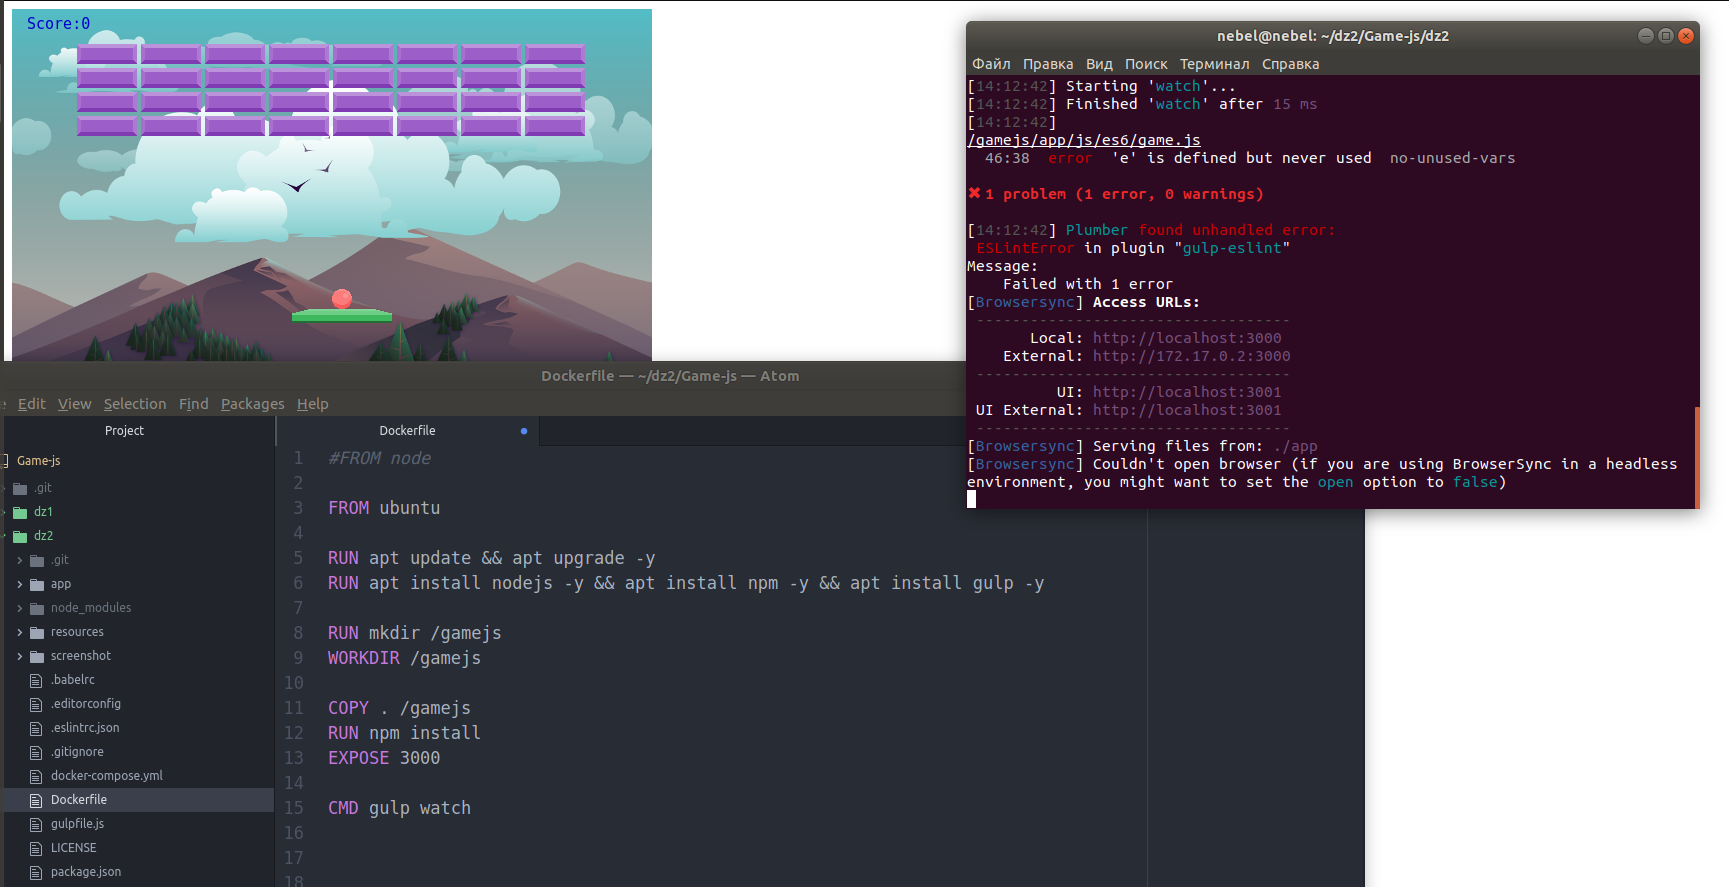 Score:0
nebel@nebel: ~/dz2/Game-js/dz2
Файл Правка Вид Поиск Терминал Справка
[14:12:42] Starting 'watch'...
[14:12:42] Finished 'watch' after 15 ms
[14:12:42]
/gamejs/app/js/es6/game.js
46:38 error 'e' is defined but never used no-unused-vars
✖ 1 problem (1 error, 0 warnings)
[14:12:42] Plumber found unhandled error:
ESLintError in plugin "gulp-eslint"
Message:
Failed with 1 error
[Browsersync] Access URLs:
-----------------------------------
Local: http://localhost:3000
External: http://172.17.0.2:3000
-----------------------------------
UI: http://localhost:3001
UI External: http://localhost:3001
-----------------------------------
[Browsersync] Serving files from: ./app
[Browsersync] Couldn't open browser (if you are using BrowserSync in a headless
environment, you might want to set the open option to false)
Dockerfile — ~/dz2/Game-js — Atom
Edit View Selection Find Packages Help
Project
Game-js
.git
dz1
dz2
.git
app
node_modules
resources
screenshot
.babelrc
.editorconfig
.eslintrc.json
.gitignore
docker-compose.yml
Dockerfile
gulpfile.js
LICENSE
package.json
Dockerfile
1 #FROM node
2
3 FROM ubuntu
4
5 RUN apt update && apt upgrade -y
6 RUN apt install nodejs -y && apt install npm -y && apt install gulp -y
7
8 RUN mkdir /gamejs
9 WORKDIR /gamejs
10
11 COPY . /gamejs
12 RUN npm install
13 EXPOSE 3000
14
15 CMD gulp watch
16
17
18